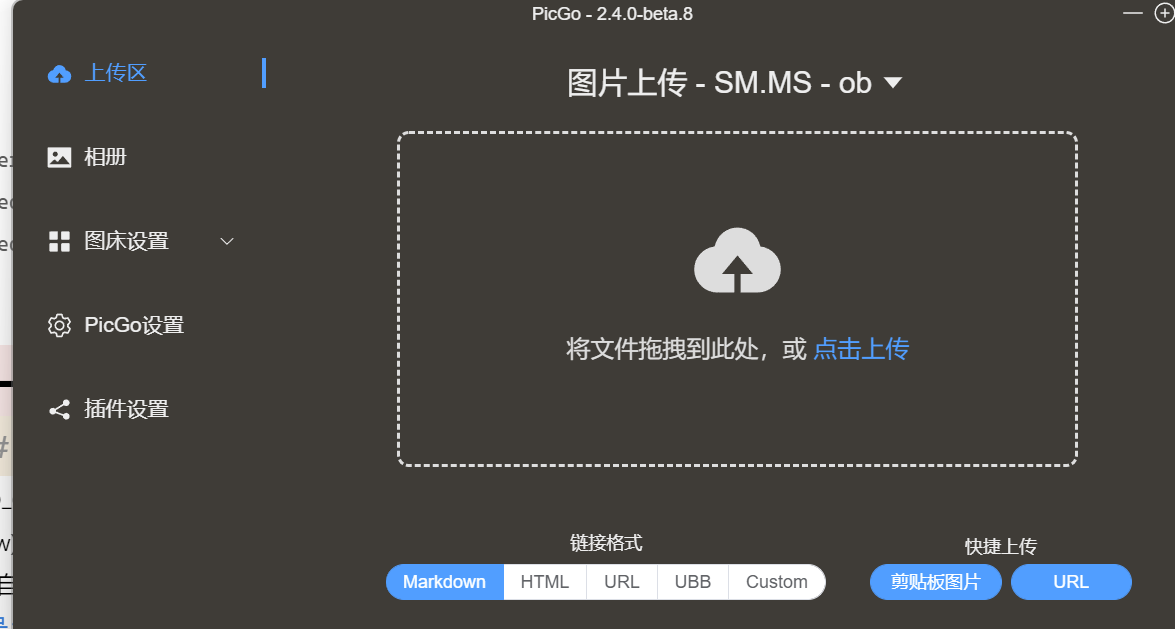 PicGo - 2.4.0-beta.8
上传区
相册
图床设置
PicGo设置
插件设置
图片上传 - SM.MS - ob
将文件拖拽到此处，或 点击上传
链接格式
Markdown HTML URL UBB Custom
快捷上传
剪贴板图片 URL